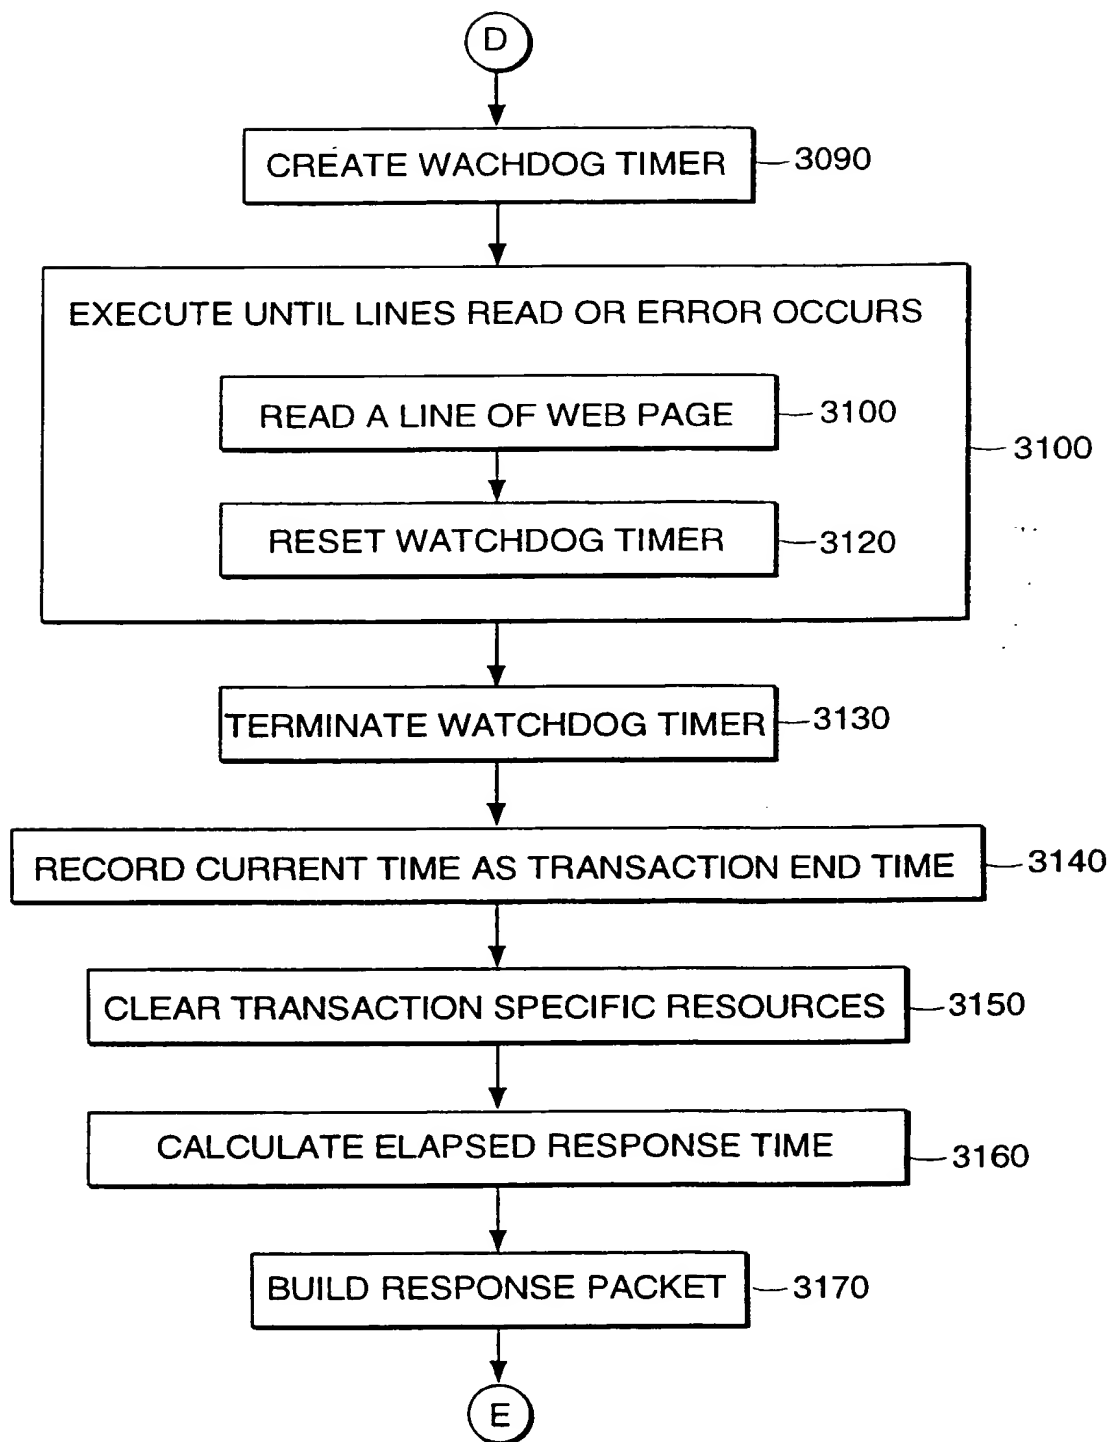 D
CREATE WACHDOG TIMER 3090
EXECUTE UNTIL LINES READ OR ERROR OCCURS
READ A LINE OF WEB PAGE 3100
3100
RESET WATCHDOG TIMER 3120
TERMINATE WATCHDOG TIMER 3130
RECORD CURRENT TIME AS TRANSACTION END TIME 3140
CLEAR TRANSACTION SPECIFIC RESOURCES 3150
CALCULATE ELAPSED RESPONSE TIME 3160
BUILD RESPONSE PACKET 3170
E